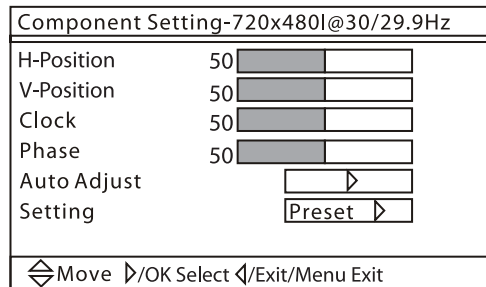 Component Setting-720x480I@30/29.9Hz
H-Position 50
V-Position 50
Clock 50
Phase 50
Auto Adjust
Setting Preset
Move /OK Select /Exit/Menu Exit